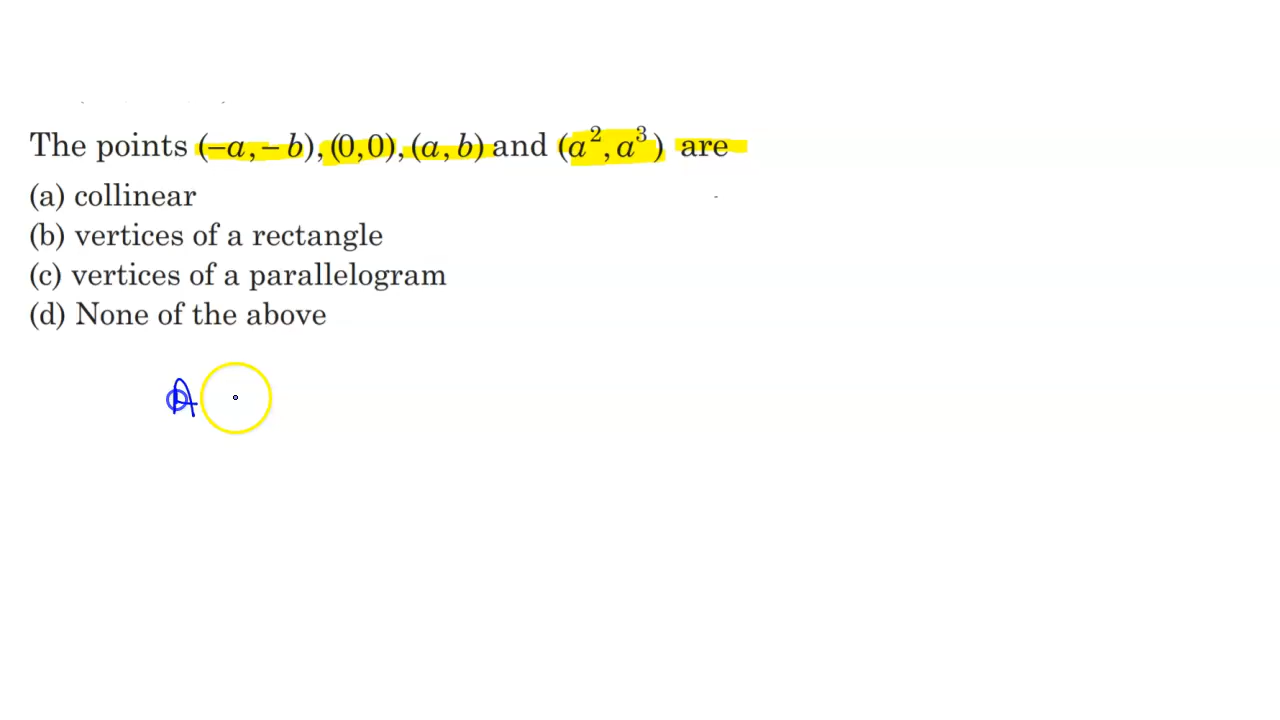 The points (−a, − b), (0,0), (a, b) and (a², a³) are
(a) collinear
(b) vertices of a rectangle
(c) vertices of a parallelogram
(d) None of the above
A